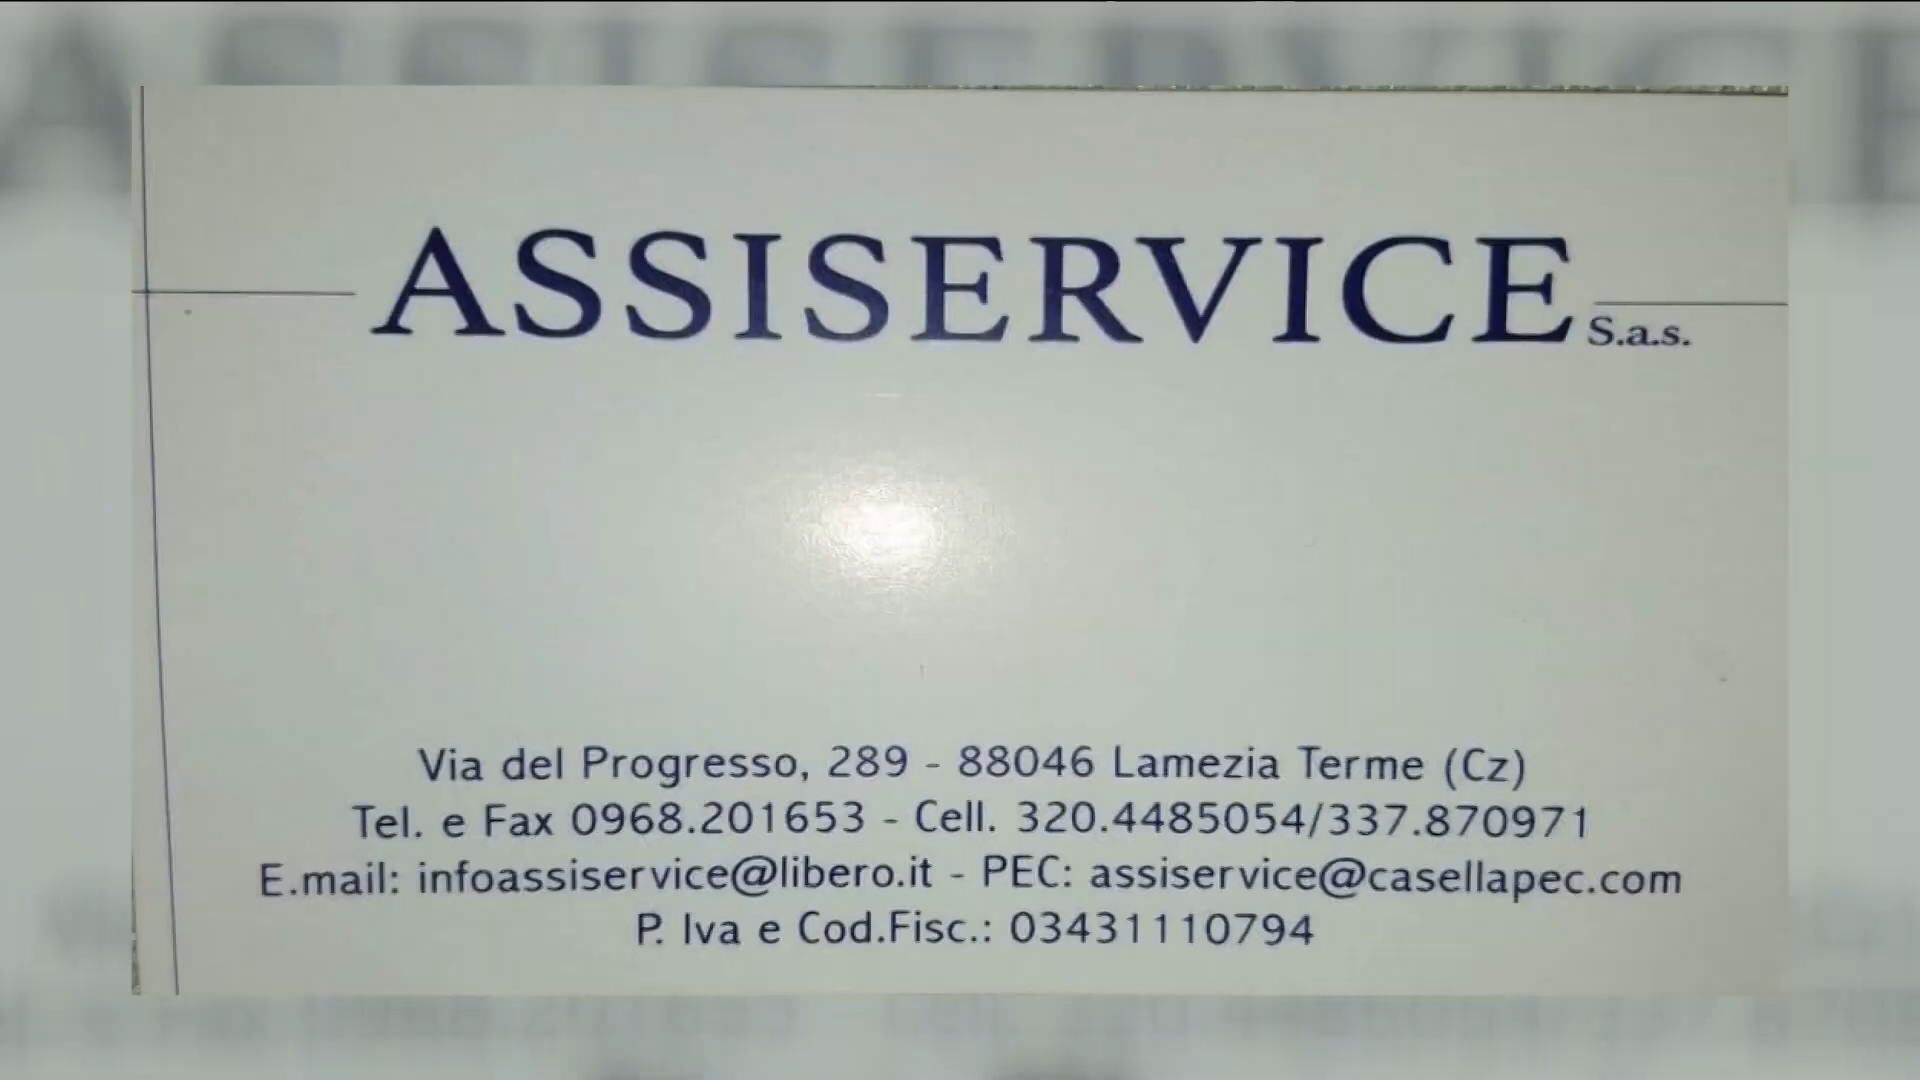 ASSISERVICE S.a.s.
Via del Progresso, 289 - 88046 Lamezia Terme (Cz)
Tel. e Fax 0968.201653 - Cell. 320.4485054/337.870971
E.mail: infoassiservice@libero.it - PEC: assiservice@casellapec.com
P. Iva e Cod.Fisc.: 03431110794